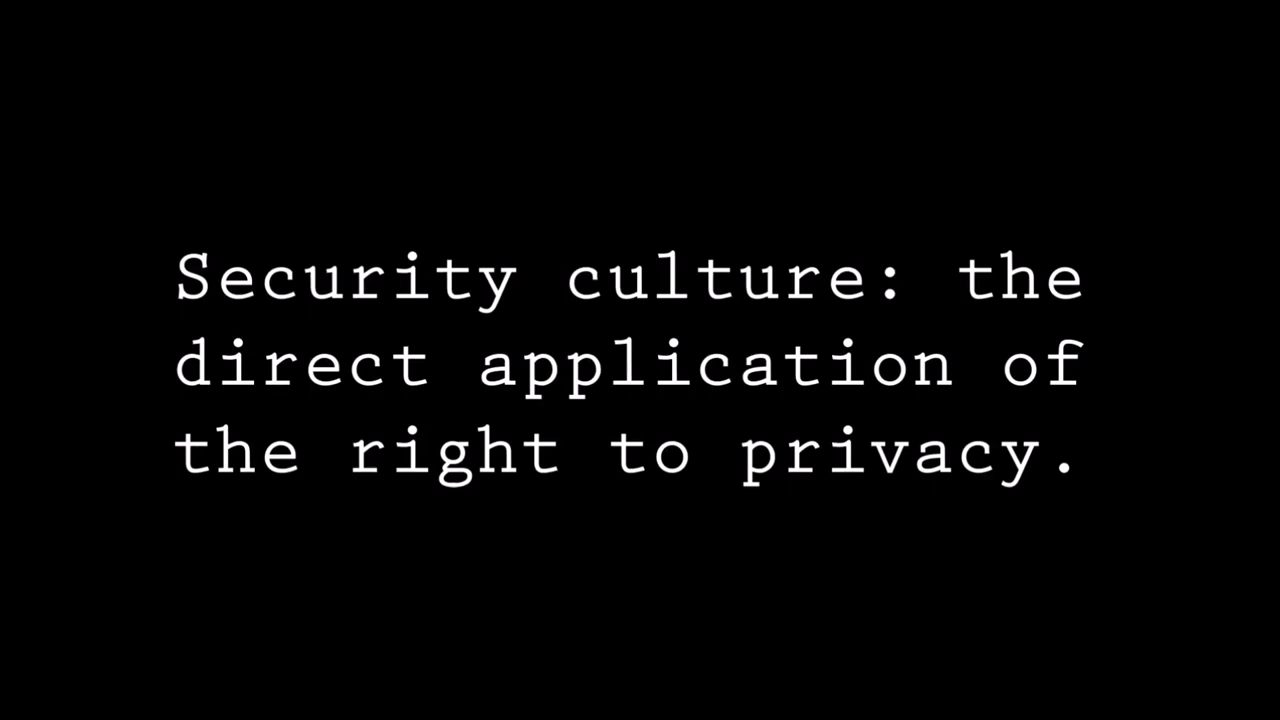 Security culture: the
direct application of
the right to privacy.